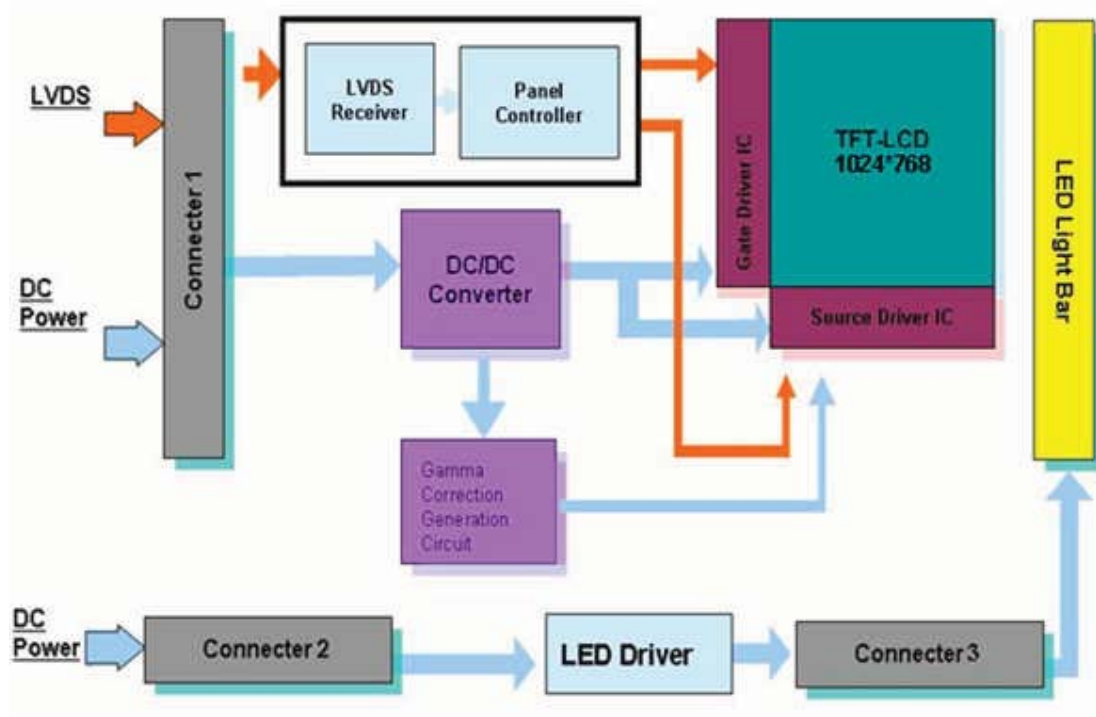 LVDS
DC
Power
Connecter 1
LVDS
Receiver
Panel
Controller
Gate Driver IC
TFT-LCD
1024*768
Source Driver IC
LED Light Bar
DC/DC
Converter
Gamma
Correction
Generation
Circuit
DC
Power
Connecter 2
LED Driver
Connecter 3